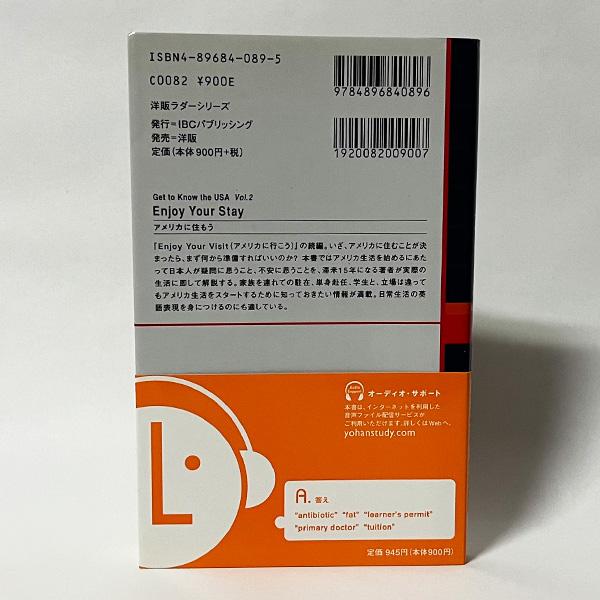 ISBN4-89684-089-5
C0082 ¥900E
9784896840896
洋販ラダーシリーズ
発行=IBCパブリッシング
発売=洋販
定価(本体900円+税)
1920082009007
Get to Know the USA Vol.2
Enjoy Your Stay
アメリカに住もう
『Enjoy Your Visit(アメリカに行こう)』の続編。いざ、アメリカに住むことが決
まったら、まず何から準備すればいいのか? 本書ではアメリカ生活を始めるにあた
って日本人が疑問に思うこと、不安に思うことを、滞米15年になる著者が実際の
生活に即して解説する。家族を連れての駐在、単身赴任、学生と、立場は違って
もアメリカ生活をスタートするために知っておきたい情報が満載。日常生活の英
語表現を身につけるのにも適している。
Audio Support
オーディオ・サポート
本書は、インターネットを利用した
音声ファイル配信サービスが
ご利用いただけます。詳しくはWebへ。
yohanstudy.com
L
A. 答え
"antibiotic" "fat" "learner's permit"
"primary doctor" "tuition"
定価 945円(本体900円)